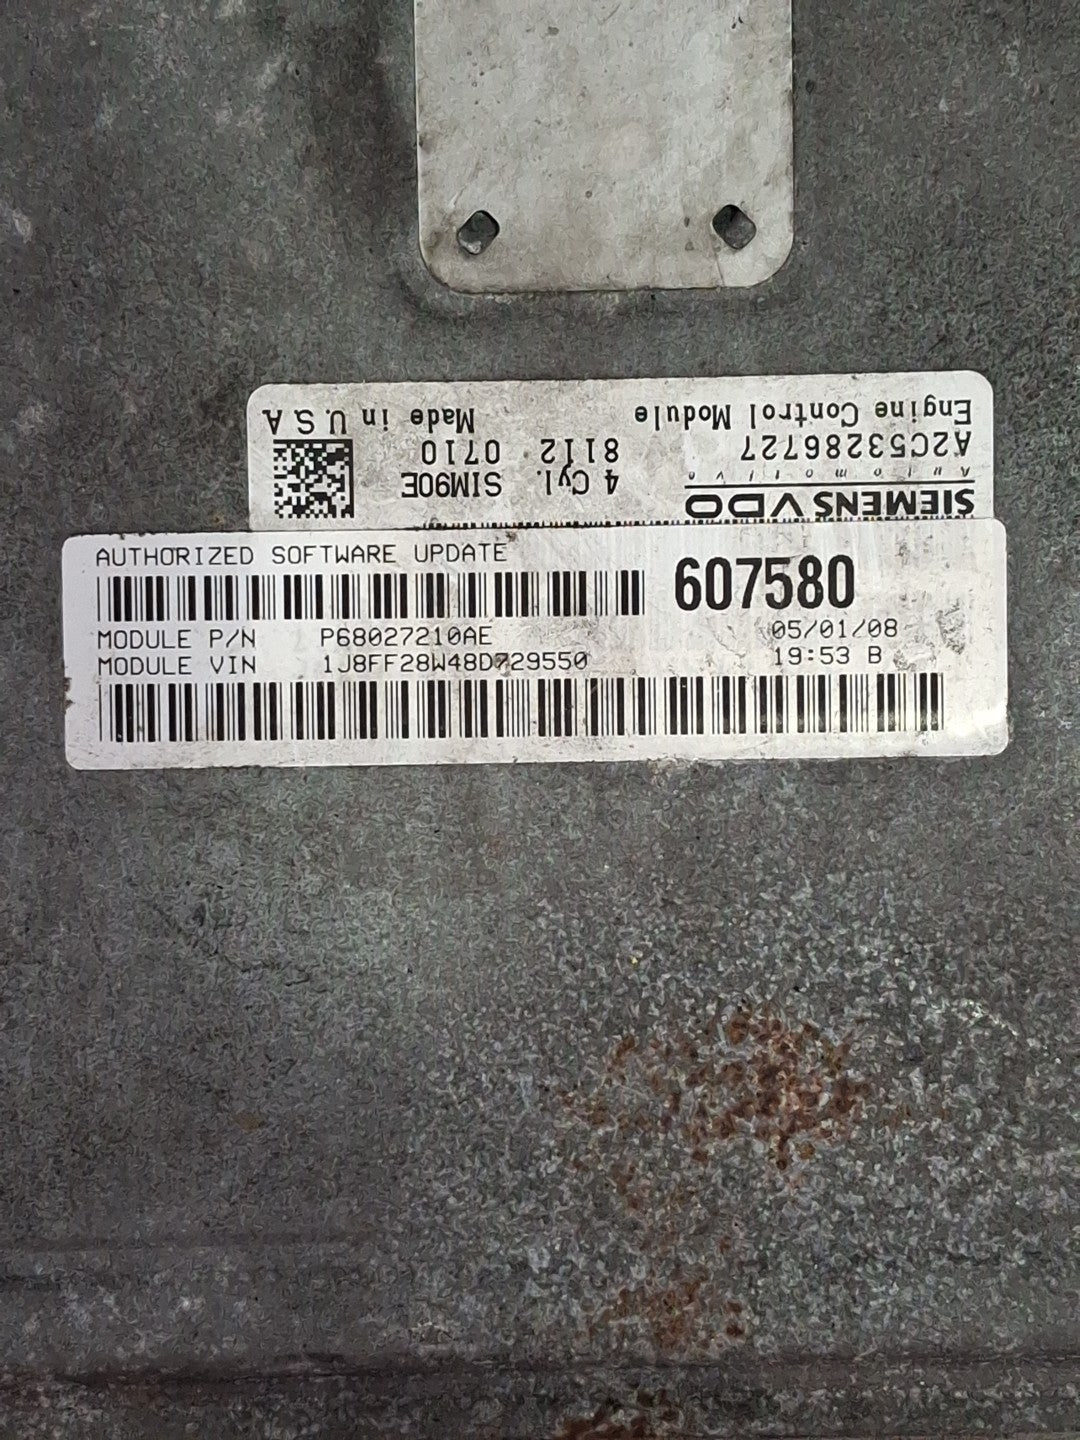 SIEMENS VDO
Automotive
A2C53286727
Engine Control Module
4 Cyl. SIM90E
8112 0710
Made in U.S.A
AUTHORIZED SOFTWARE UPDATE
607580
MODULE P/N P68027210AE 05/01/08
MODULE VIN 1J8FF28W48D729550 19:53 B